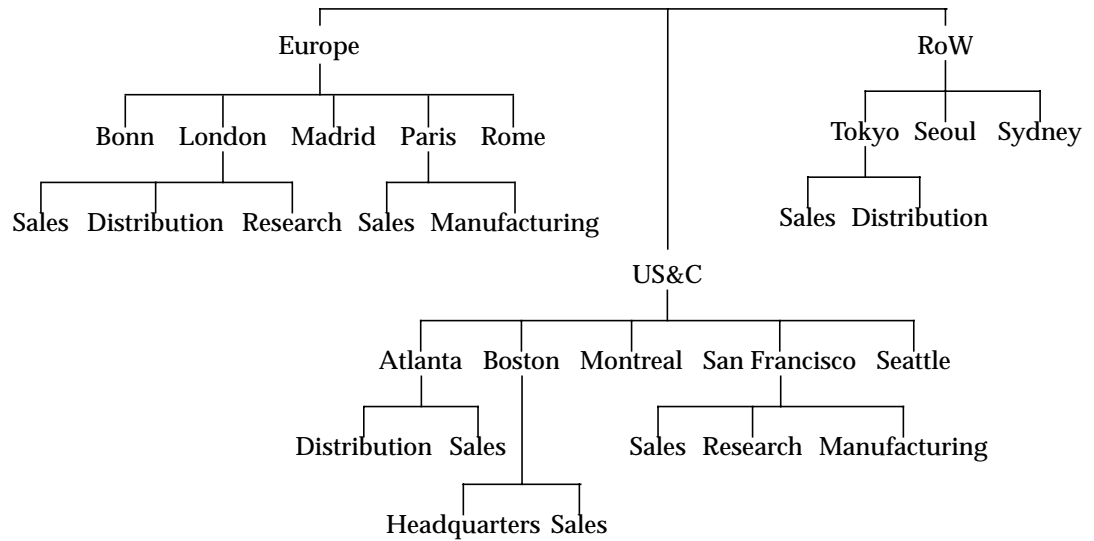 Europe RoW
Bonn London Madrid Paris Rome Tokyo Seoul Sydney
Sales Distribution Research Sales Manufacturing Sales Distribution
US&C
Atlanta Boston Montreal San Francisco Seattle
Distribution Sales Sales Research Manufacturing
Headquarters Sales